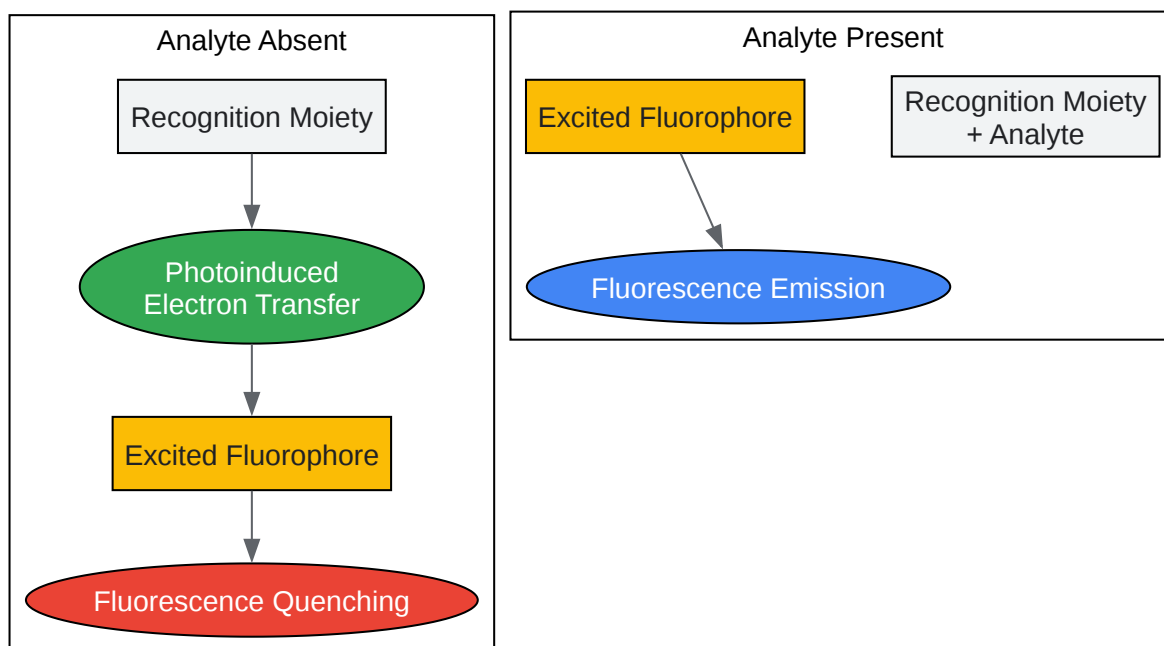 Analyte Absent
Recognition Moiety
Photoinduced
Electron Transfer
Excited Fluorophore
Fluorescence Quenching
Analyte Present
Excited Fluorophore
Recognition Moiety
+ Analyte
Fluorescence Emission